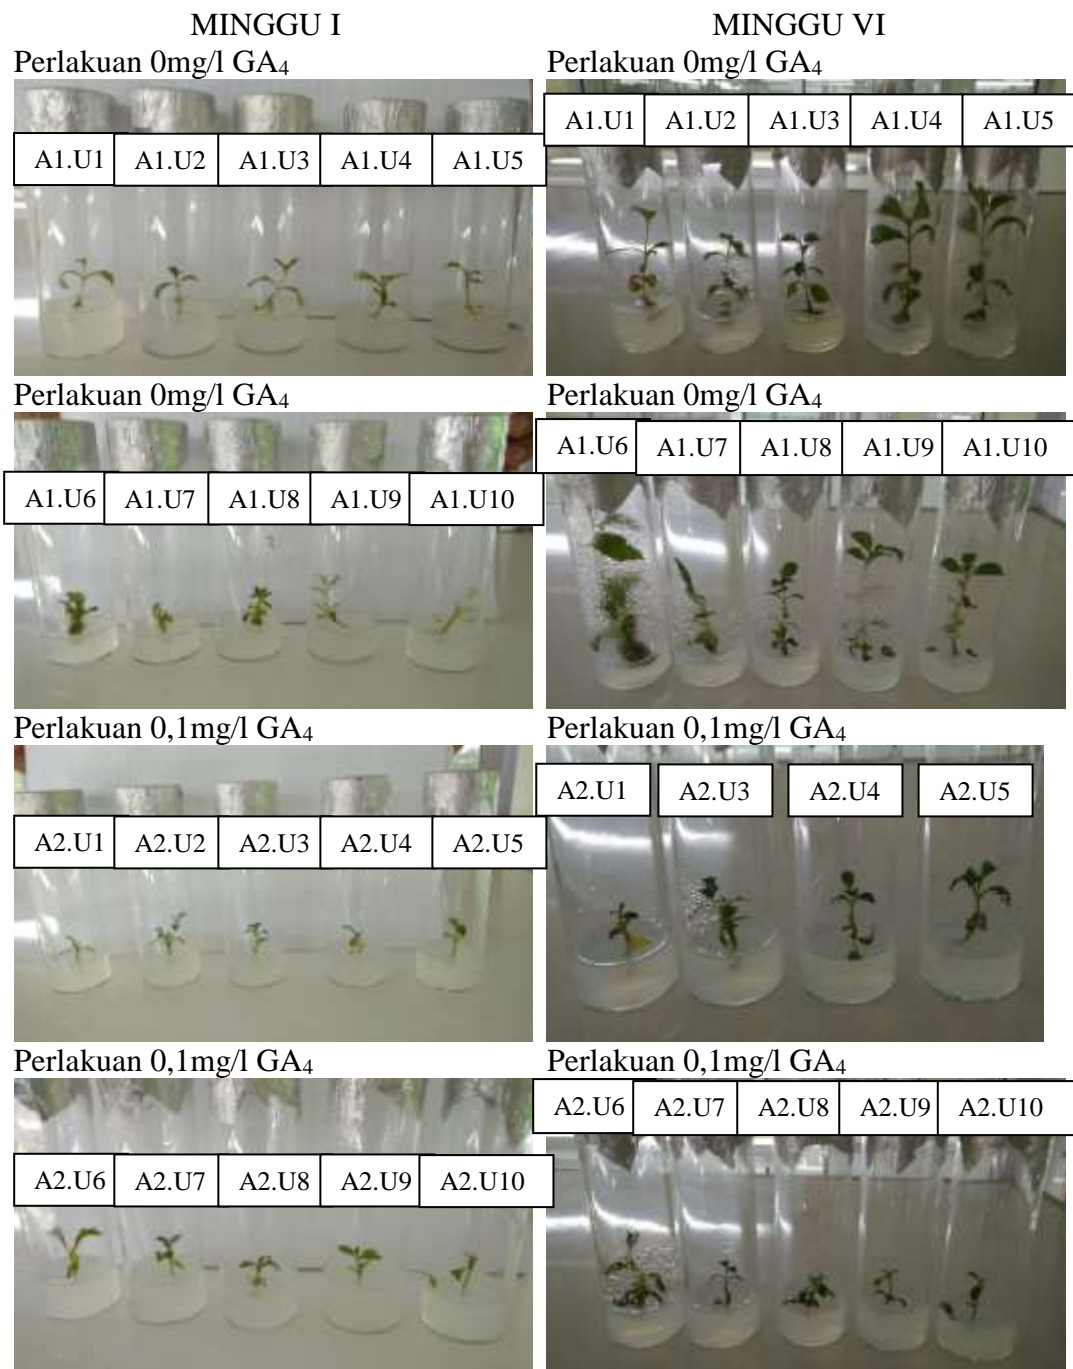 MINGGU I MINGGU VI
Perlakuan 0mg/l GA₄ Perlakuan 0mg/l GA₄
A1.U1 A1.U2 A1.U3 A1.U4 A1.U5
A1.U1 A1.U2 A1.U3 A1.U4 A1.U5
Perlakuan 0mg/l GA₄ Perlakuan 0mg/l GA₄
A1.U6 A1.U7 A1.U8 A1.U9 A1.U10
A1.U6 A1.U7 A1.U8 A1.U9 A1.U10
Perlakuan 0,1mg/l GA₄ Perlakuan 0,1mg/l GA₄
A2.U1 A2.U2 A2.U3 A2.U4 A2.U5
A2.U1 A2.U3 A2.U4 A2.U5
Perlakuan 0,1mg/l GA₄ Perlakuan 0,1mg/l GA₄
A2.U6 A2.U7 A2.U8 A2.U9 A2.U10
A2.U6 A2.U7 A2.U8 A2.U9 A2.U10